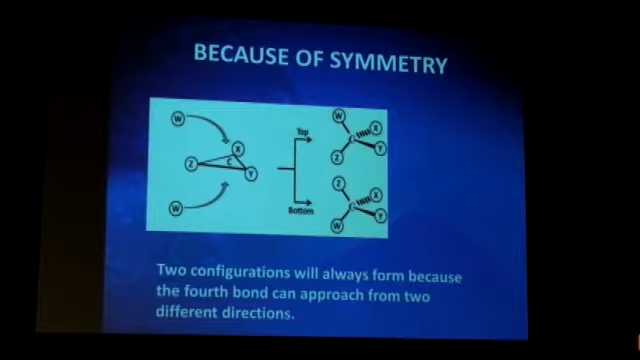 BECAUSE OF SYMMETRY
W
X
Z
C
Y
W
Top
W
X
C
Y
Z
Bottom
Z
X
C
Y
W
Two configurations will always form because
the fourth bond can approach from two
different directions.